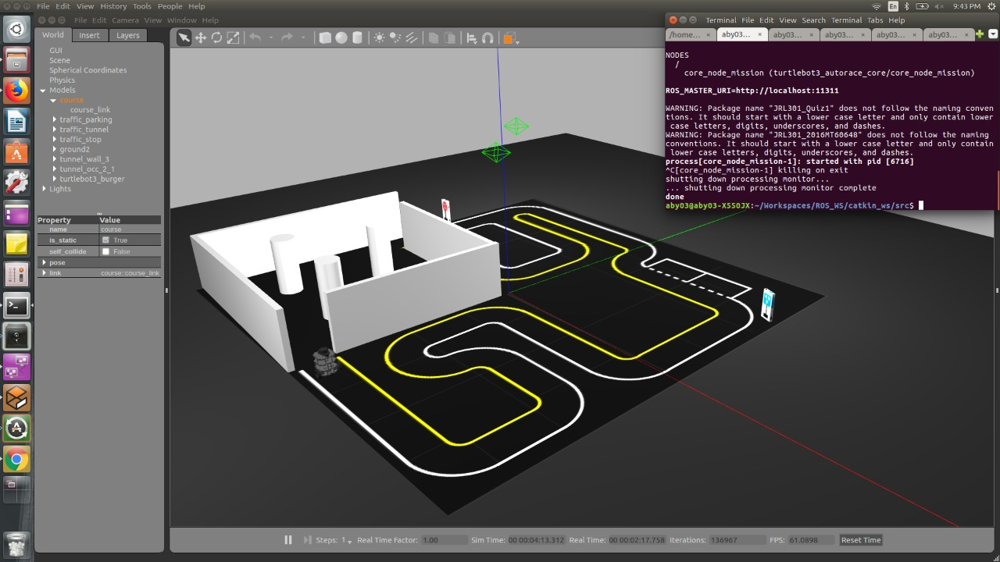 File Edit View History Tools People Help
En
9:43 PM
File Edit Camera View Window Help
Terminal File Edit View Search Terminal Tabs Help
World Insert Layers
/home... aby03... aby03... aby03... aby03... aby03...
GUI
Scene
Spherical Coordinates
Physics
Models
course
course_link
traffic_parking
traffic_tunnel
traffic_stop
ground2
tunnel_wall_3
tunnel_occ_2_1
turtlebot3_burger
Lights
Property Value
name course
is_static True
self_collide False
pose
link course::course_link
NODES
/
core_node_mission (turtlebot3_autorace_core/core_node_mission)
ROS_MASTER_URI=http://localhost:11311
WARNING: Package name "JRL301_Quiz1" does not follow the naming conven
tions. It should start with a lower case letter and only contain lower
case letters, digits, underscores, and dashes.
WARNING: Package name "JRL301_2016MT60648" does not follow the naming
conventions. It should start with a lower case letter and only contain
lower case letters, digits, underscores, and dashes.
process[core_node_mission-1]: started with pid [6716]
^C[core_node_mission-1] killing on exit
shutting down processing monitor...
... shutting down processing monitor complete
done
aby03@aby03-X550JX:~/Workspaces/ROS_WS/catkin_ws/src$
Steps: 1 Real Time Factor: 1.00 Sim Time: 00 00:04:13.312 Real Time: 00 00:02:17.758 Iterations: 136967 FPS: 61.0898 Reset Time